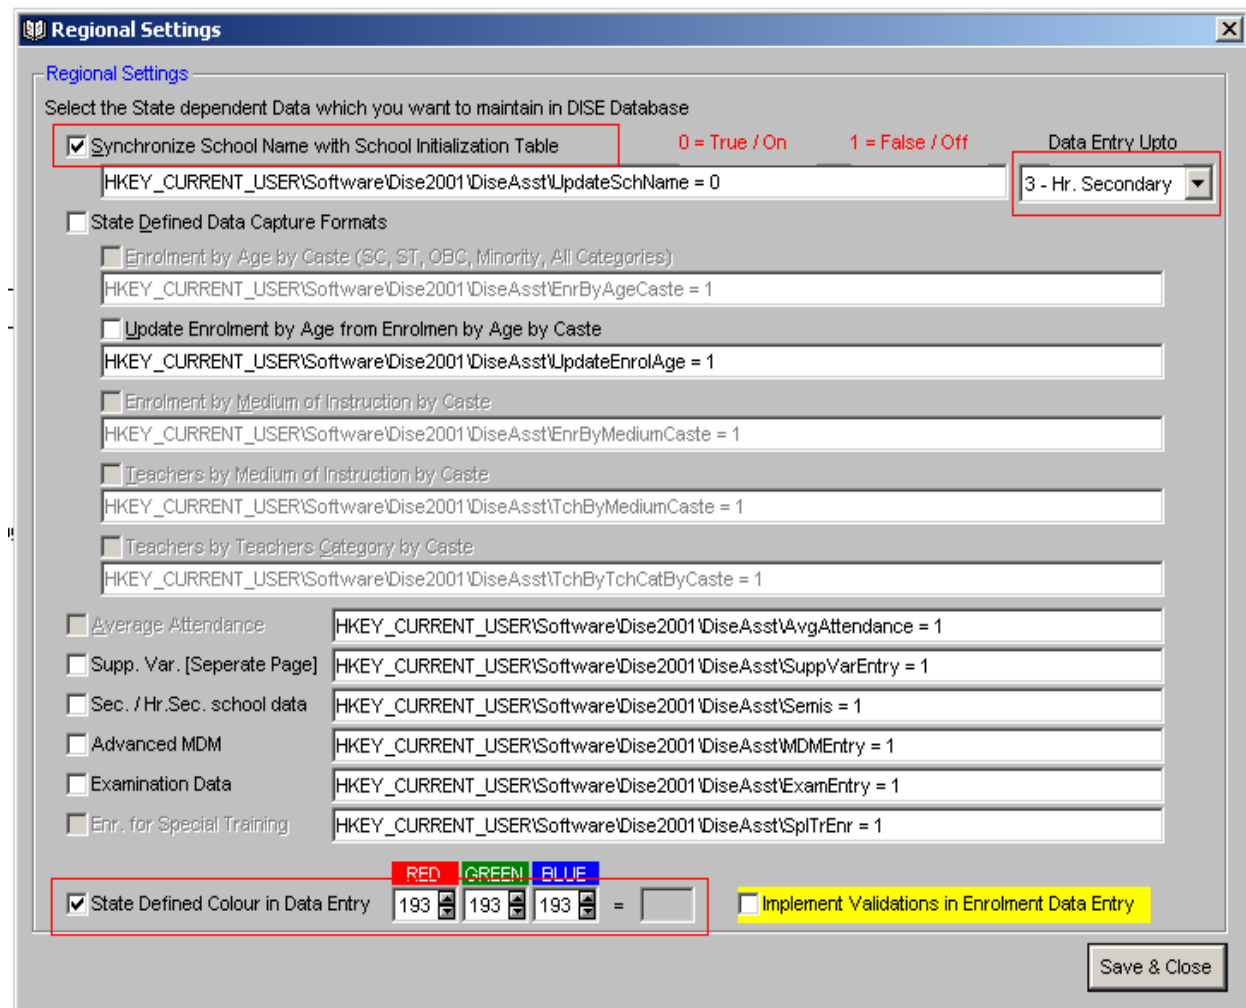 Regional Settings
Regional Settings
Select the State dependent Data which you want to maintain in DISE Database
Synchronize School Name with School Initialization Table 0 = True / On 1 = False / Off Data Entry Upto
HKEY_CURRENT_USER\Software\Dise2001\DiseAsst\UpdateSchName = 0 3 - Hr. Secondary
State Defined Data Capture Formats
Enrolment by Age by Caste (SC, ST, OBC, Minority, All Categories)
HKEY_CURRENT_USER\Software\Dise2001\DiseAsst\EnrByAgeCaste = 1
Update Enrolment by Age from Enrolmen by Age by Caste
HKEY_CURRENT_USER\Software\Dise2001\DiseAsst\UpdateEnrolAge = 1
Enrolment by Medium of Instruction by Caste
HKEY_CURRENT_USER\Software\Dise2001\DiseAsst\EnrByMediumCaste = 1
Teachers by Medium of Instruction by Caste
HKEY_CURRENT_USER\Software\Dise2001\DiseAsst\TchByMediumCaste = 1
Teachers by Teachers Category by Caste
HKEY_CURRENT_USER\Software\Dise2001\DiseAsst\TchByTchCatByCaste = 1
Average Attendance HKEY_CURRENT_USER\Software\Dise2001\DiseAsst\AvgAttendance = 1
Supp. Var. [Seperate Page] HKEY_CURRENT_USER\Software\Dise2001\DiseAsst\SuppVarEntry = 1
Sec. / Hr.Sec. school data HKEY_CURRENT_USER\Software\Dise2001\DiseAsst\Semis = 1
Advanced MDM HKEY_CURRENT_USER\Software\Dise2001\DiseAsst\MDMEntry = 1
Examination Data HKEY_CURRENT_USER\Software\Dise2001\DiseAsst\ExamEntry = 1
Enr. for Special Training HKEY_CURRENT_USER\Software\Dise2001\DiseAsst\SplTrEnr = 1
RED GREEN BLUE
State Defined Colour in Data Entry 193 193 193 = Implement Validations in Enrolment Data Entry
Save & Close